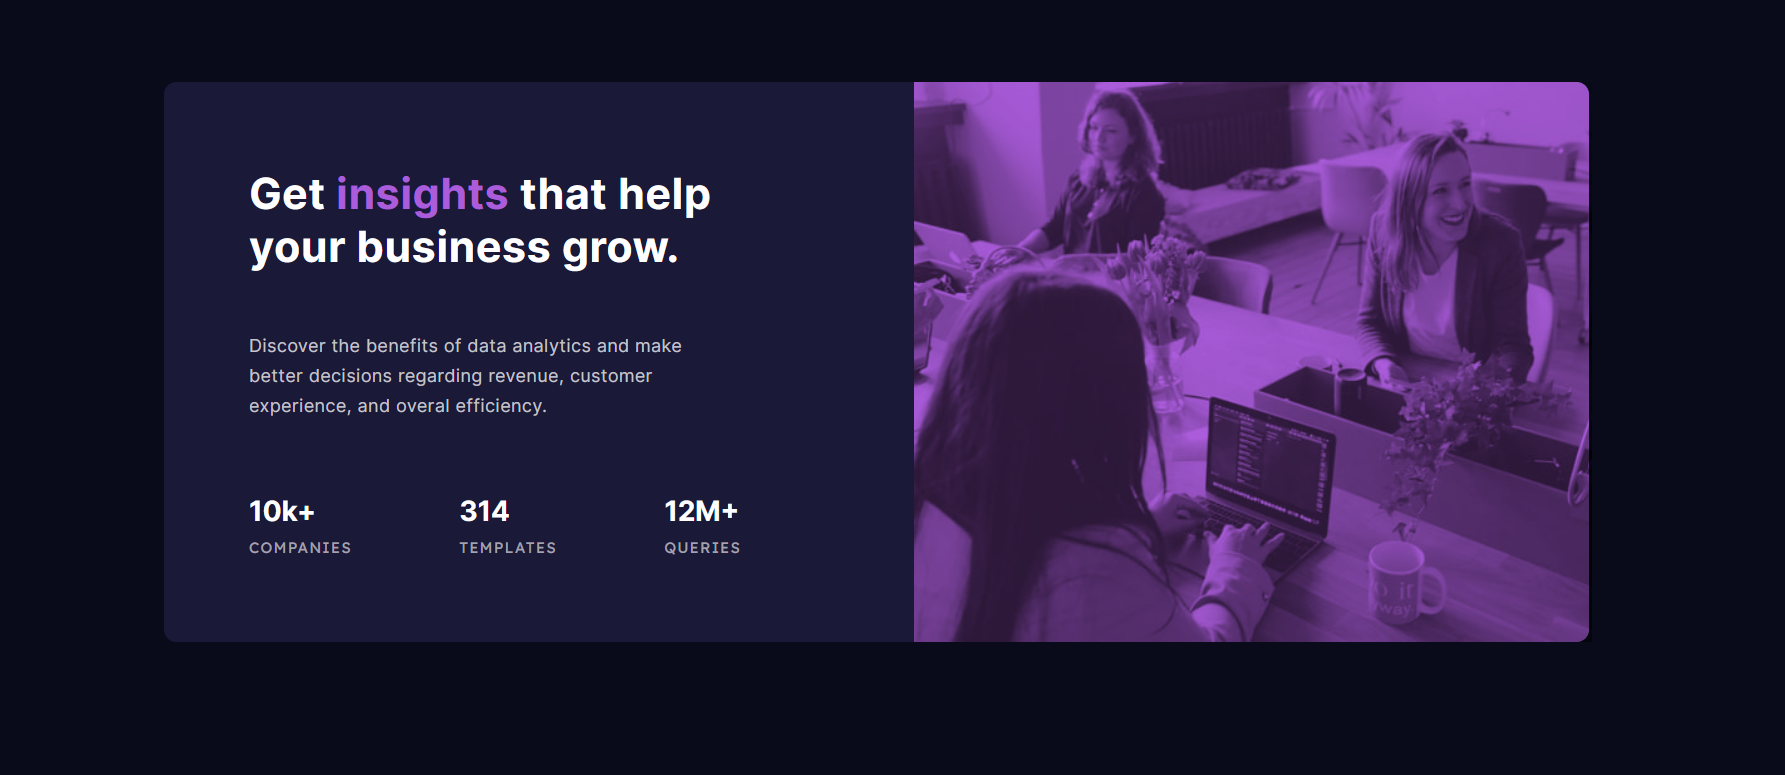 Get insights that help
your business grow.
Discover the benefits of data analytics and make
better decisions regarding revenue, customer
experience, and overal efficiency.
10k+ 314 12M+
COMPANIES TEMPLATES QUERIES